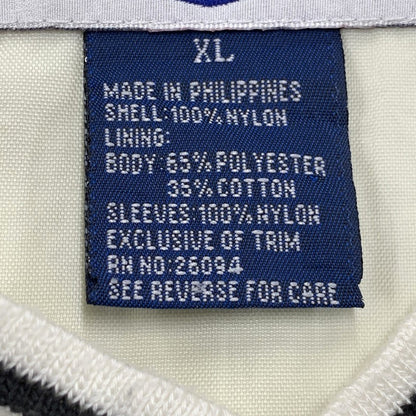 XL
MADE IN PHILIPPINES
SHELL:100% NYLON
LINING:
BODY: 65% POLYESTER
35% COTTON
SLEEVES:100% NYLON
EXCLUSIVE OF TRIM
RN NO:26094
SEE REVERSE FOR CARE